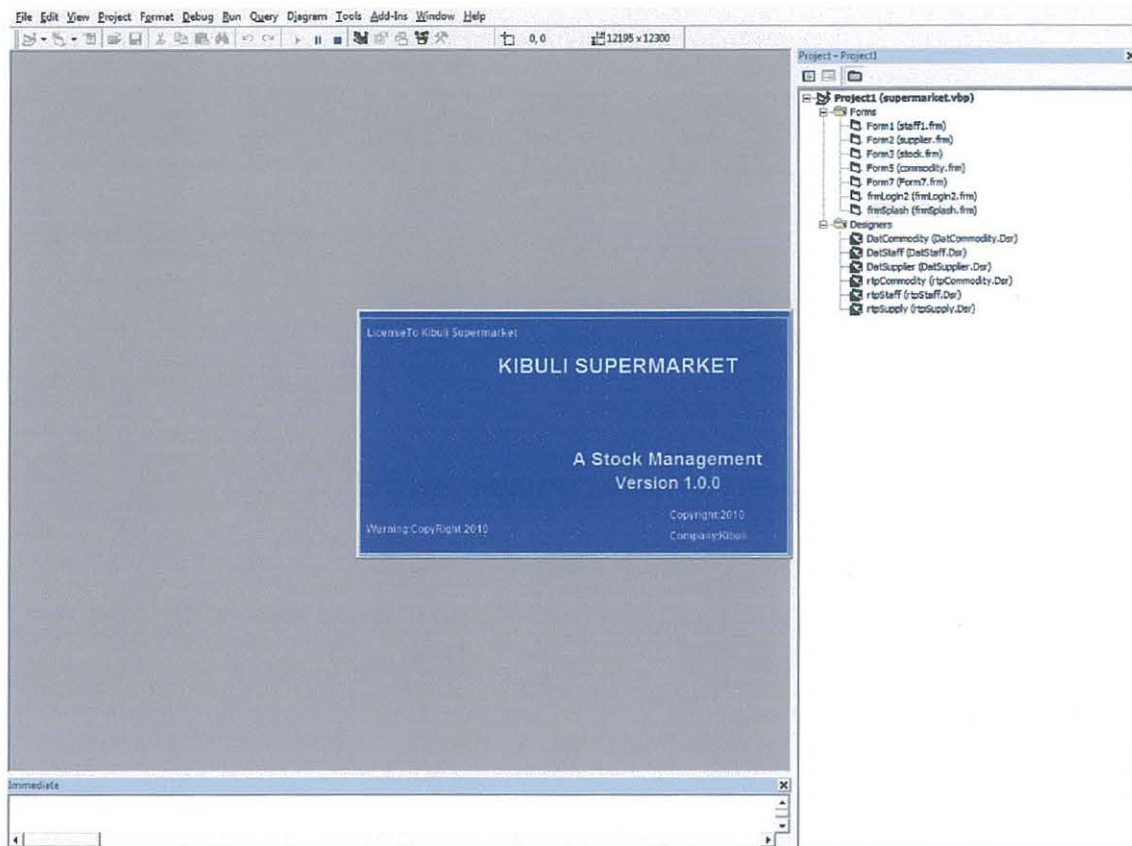 File Edit View Project Format Debug Run Query Diagram Tools Add-Ins Window Help
0, 0 12195 x 12300
Project - Project1
Project1 (supermarket.vbp)
Forms
Form1 (staff1.frm)
Form2 (supplier.frm)
Form3 (stock.frm)
Form5 (commodity.frm)
Form7 (Form7.frm)
frmLogin2 (frmLogin2.frm)
frmSplash (frmSplash.frm)
Designers
DatCommodity (DatCommodity.Dsr)
DatStaff (DatStaff.Dsr)
DatSupplier (DatSupplier.Dsr)
rtpCommodity (rtpCommodity.Dsr)
rtpStaff (rtpStaff.Dsr)
rtpSupply (rtpSupply.Dsr)
LicenseTo Kibuli Supermarket
KIBULI SUPERMARKET
A Stock Management
Version 1.0.0
Copyright:2010
Warning:CopyRight:2010
Company:Kibuli
Immediate